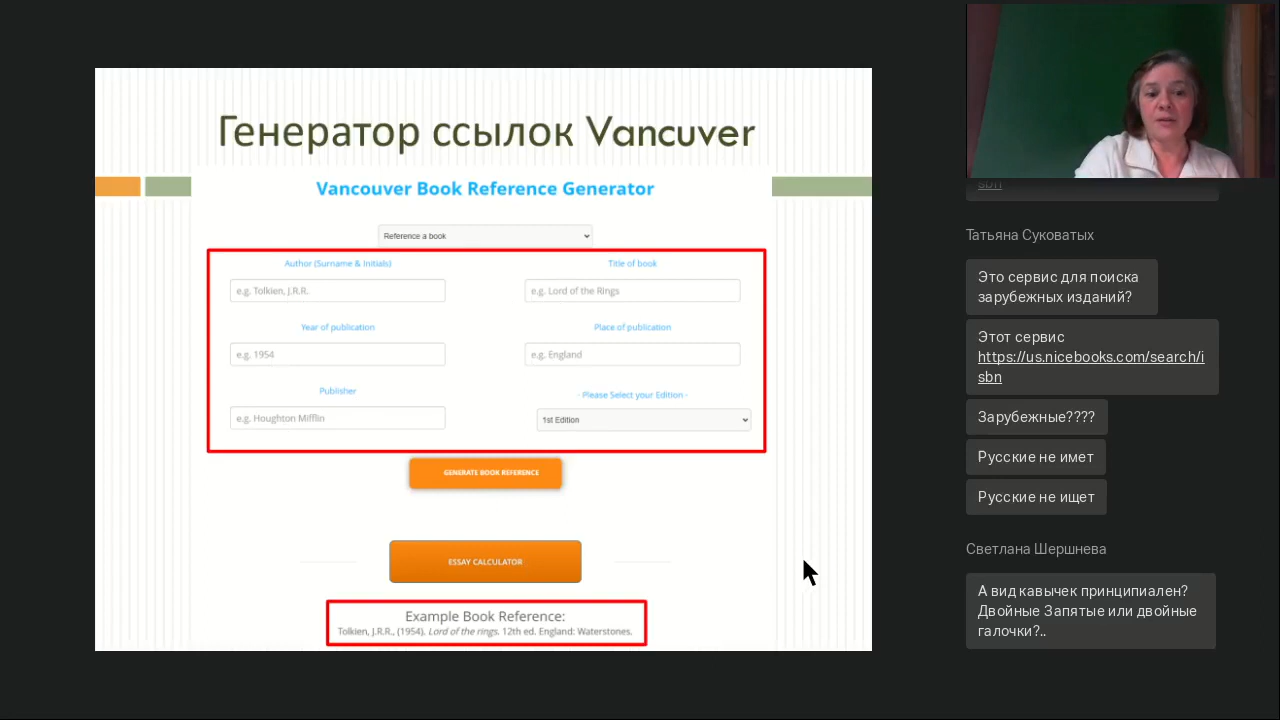 Генератор ссылок Vancuver
Vancouver Book Reference Generator
Reference a book
Author (Surname & Initials)
Title of book
e.g. Tolkien, J.R.R.
e.g. Lord of the Rings
Year of publication
Place of publication
e.g. 1954
e.g. England
Publisher
- Please Select your Edition -
e.g. Houghton Mifflin
1st Edition
GENERATE BOOK REFERENCE
ESSAY CALCULATOR
Example Book Reference:
Tolkien, J.R.R., (1954). Lord of the rings. 12th ed. England: Waterstones.
sbn
Татьяна Суковатых
Это сервис для поиска
зарубежных изданий?
Этот сервис
https://us.nicebooks.com/search/i
sbn
Зарубежные????
Русские не имет
Русские не ищет
Светлана Шершнева
А вид кавычек принципиален?
Двойные Запятые или двойные
галочки?..